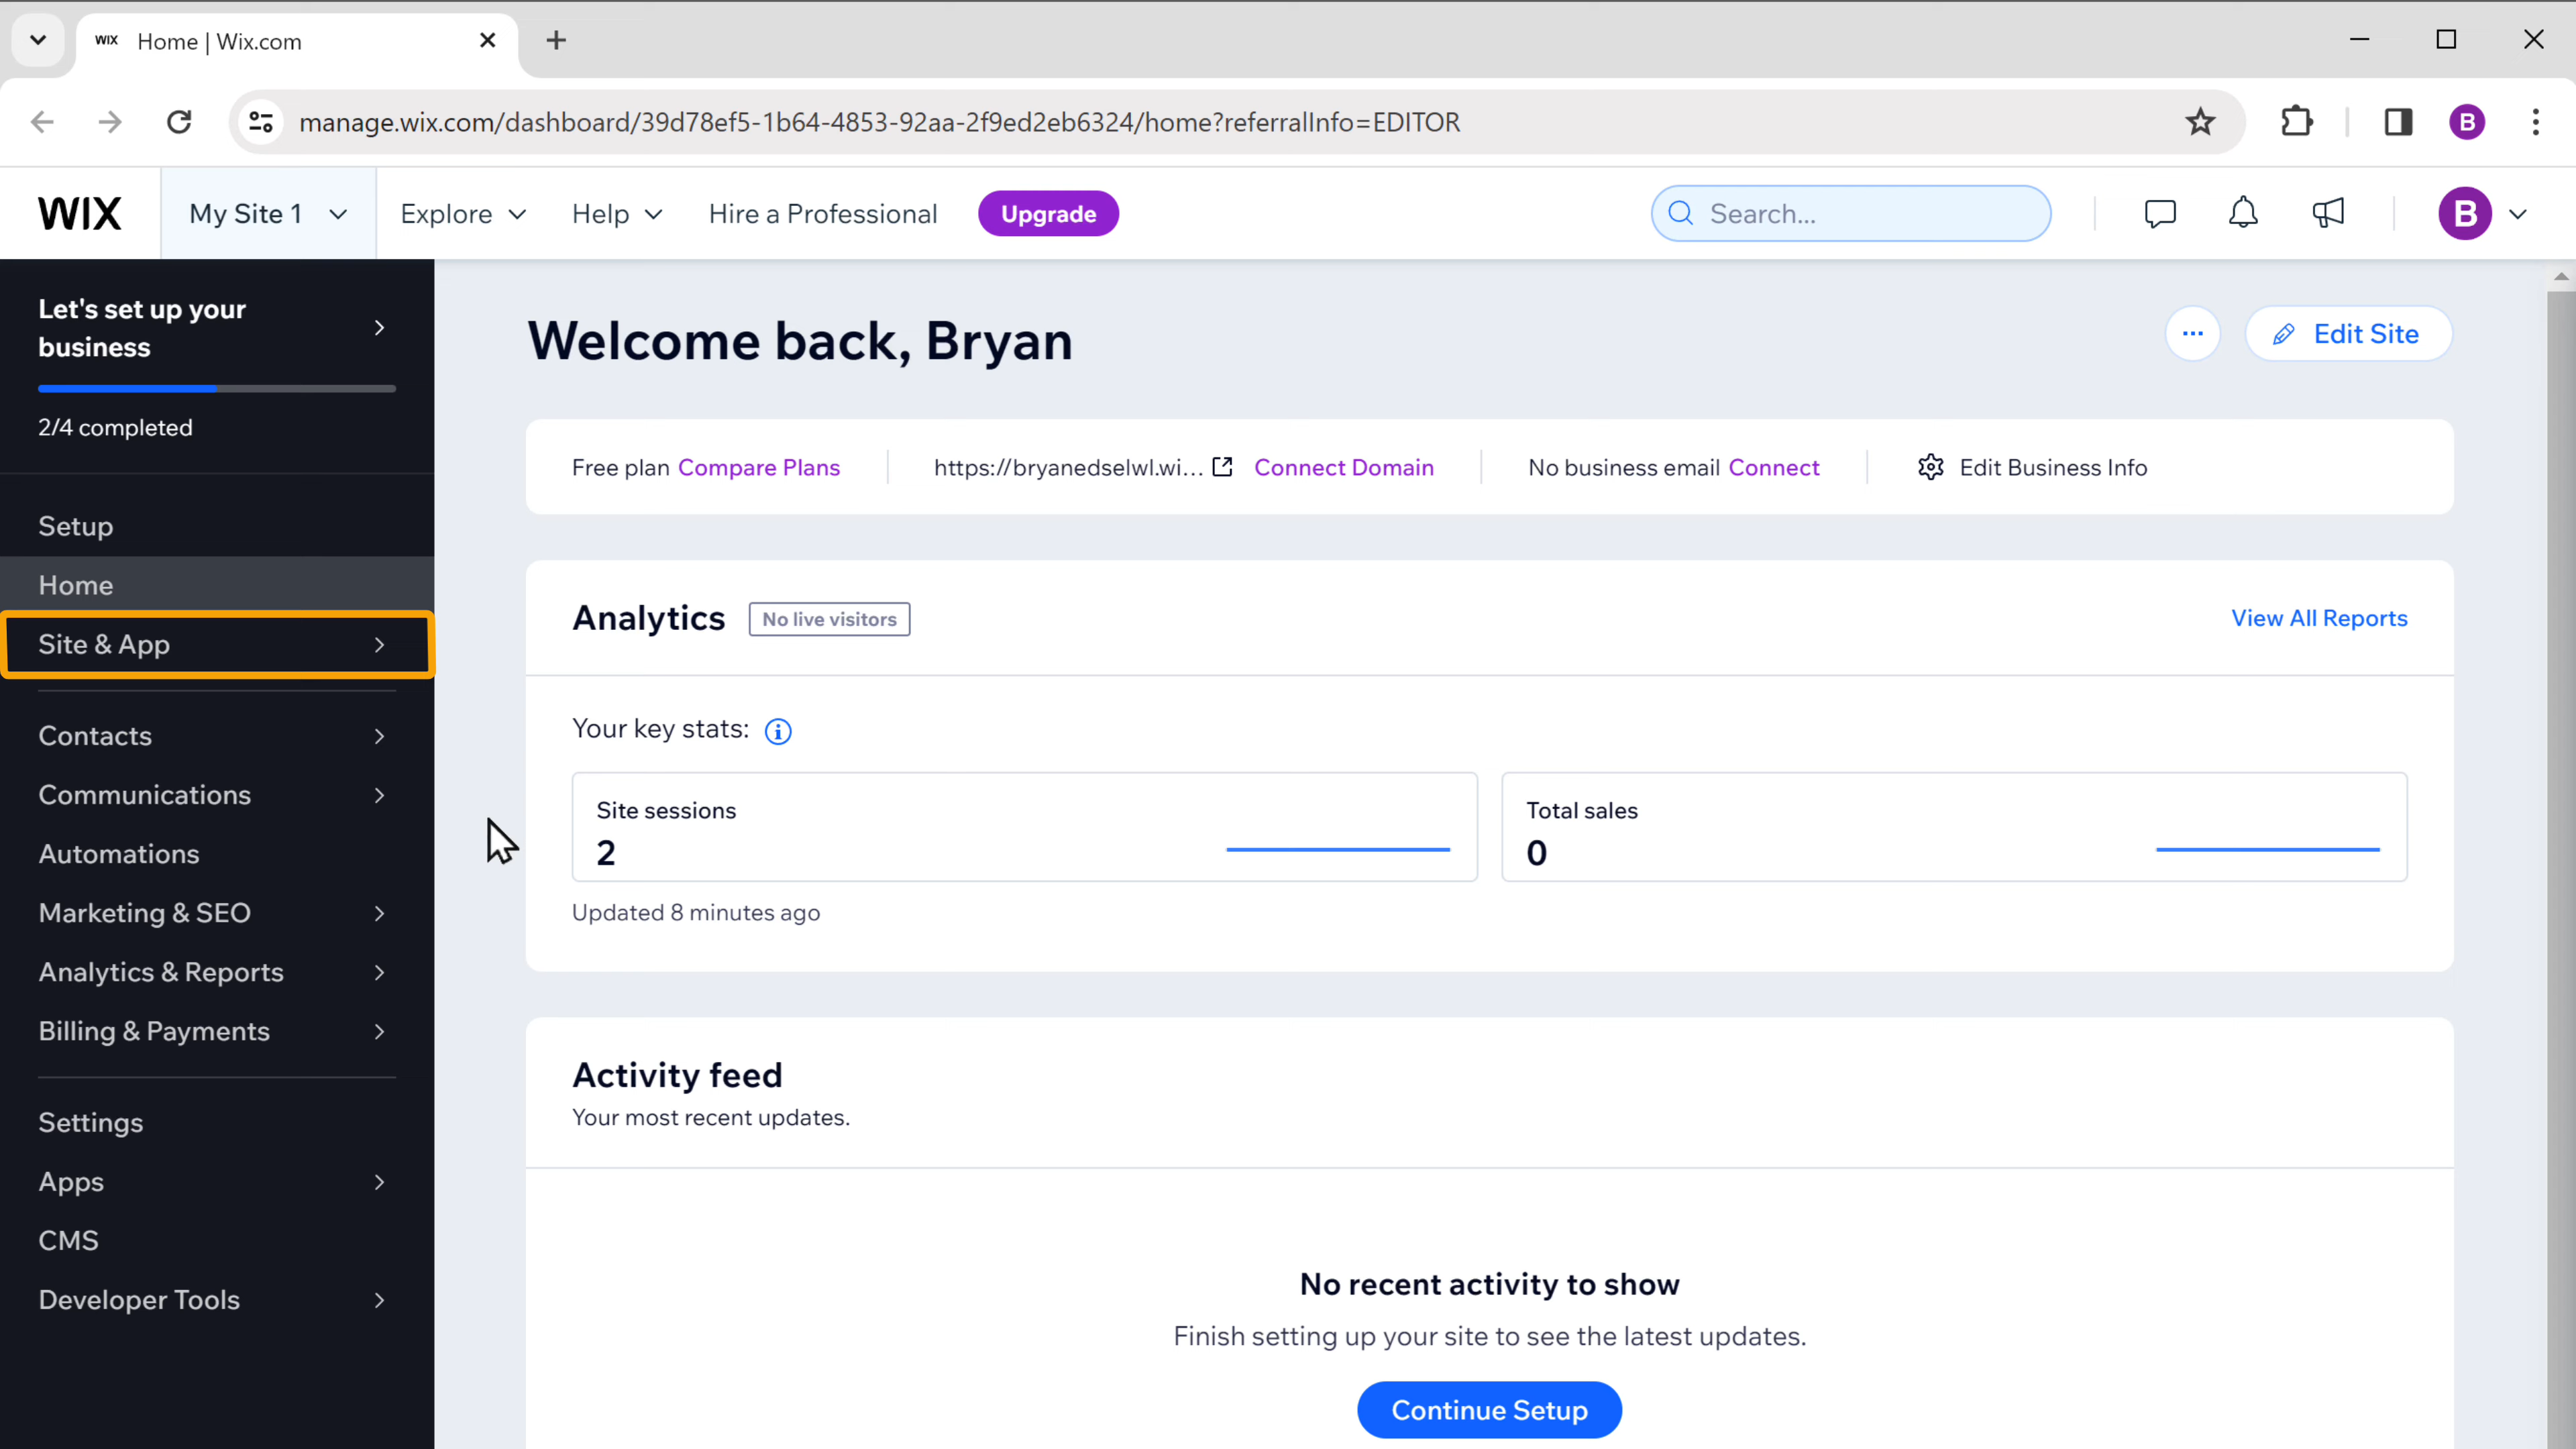 WIX Home | Wix.com
manage.wix.com/dashboard/39d78ef5-1b64-4853-92aa-2f9ed2eb6324/home?referralInfo=EDITOR B
WIX My Site 1 Explore Help Hire a Professional Upgrade Search... B
Let's set up your
business
2/4 completed
Setup
Home
Site & App
Contacts
Communications
Automations
Marketing & SEO
Analytics & Reports
Billing & Payments
Settings
Apps
CMS
Developer Tools
Welcome back, Bryan
Edit Site
Free plan Compare Plans https://bryanedselwl.wi... Connect Domain No business email Connect Edit Business Info
Analytics No live visitors View All Reports
Your key stats:
Site sessions
2
Total sales
0
Updated 8 minutes ago
Activity feed
Your most recent updates.
No recent activity to show
Finish setting up your site to see the latest updates.
Continue Setup